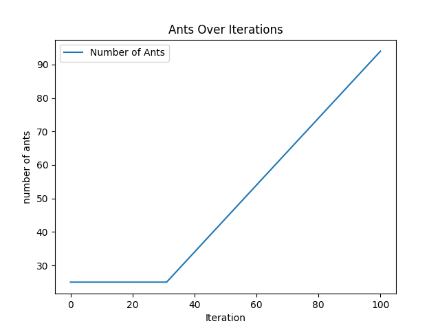 Ants Over Iterations
Number of Ants
90
80
70
60
50
40
30
number of ants
0 20 40 60 80 100
Iteration